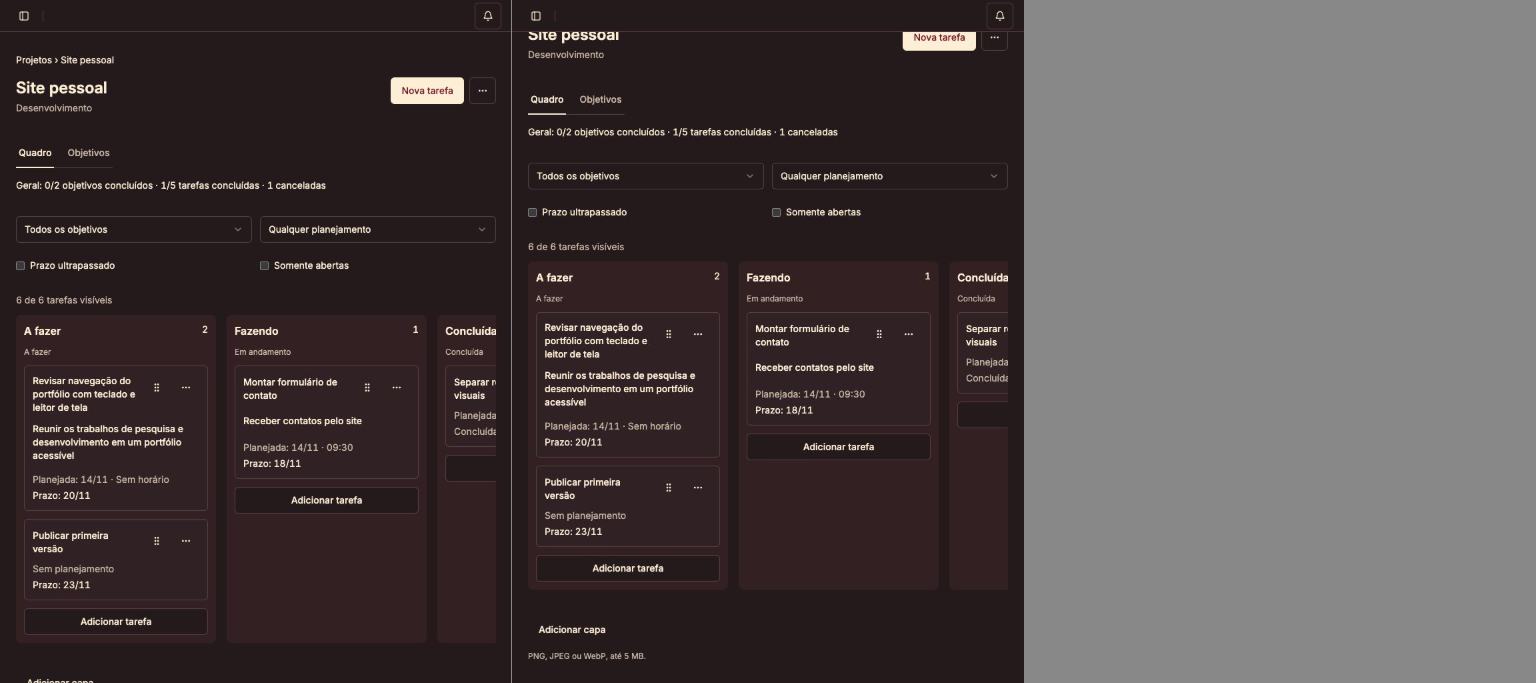 Projetos › Site pessoal
Site pessoal
Nova tarefa
Desenvolvimento
Quadro
Objetivos
Geral: 0/2 objetivos concluídos · 1/5 tarefas concluídas · 1 canceladas
Todos os objetivos
Qualquer planejamento
Prazo ultrapassado
Somente abertas
6 de 6 tarefas visíveis
A fazer
2
A fazer
Revisar navegação do
portfólio com teclado e
leitor de tela
Reunir os trabalhos de pesquisa e
desenvolvimento em um portfólio
acessível
Planejada: 14/11 · Sem horário
Prazo: 20/11
Publicar primeira
versão
Sem planejamento
Prazo: 23/11
Adicionar tarefa
Fazendo
1
Em andamento
Montar formulário de
contato
Receber contatos pelo site
Planejada: 14/11 · 09:30
Prazo: 18/11
Adicionar tarefa
Concluída
Concluída
Separar
visuais
Planejada
Concluída
Adicionar capa
Site pessoal
Nova tarefa
Desenvolvimento
Quadro
Objetivos
Geral: 0/2 objetivos concluídos · 1/5 tarefas concluídas · 1 canceladas
Todos os objetivos
Qualquer planejamento
Prazo ultrapassado
Somente abertas
6 de 6 tarefas visíveis
A fazer
2
A fazer
Revisar navegação do
portfólio com teclado e
leitor de tela
Reunir os trabalhos de pesquisa e
desenvolvimento em um portfólio
acessível
Planejada: 14/11 · Sem horário
Prazo: 20/11
Publicar primeira
versão
Sem planejamento
Prazo: 23/11
Adicionar tarefa
Fazendo
1
Em andamento
Montar formulário de
contato
Receber contatos pelo site
Planejada: 14/11 · 09:30
Prazo: 18/11
Adicionar tarefa
Concluída
Concluída
Separar
visuais
Planejada
Concluída
Adicionar capa
PNG, JPEG ou WebP, até 5 MB.